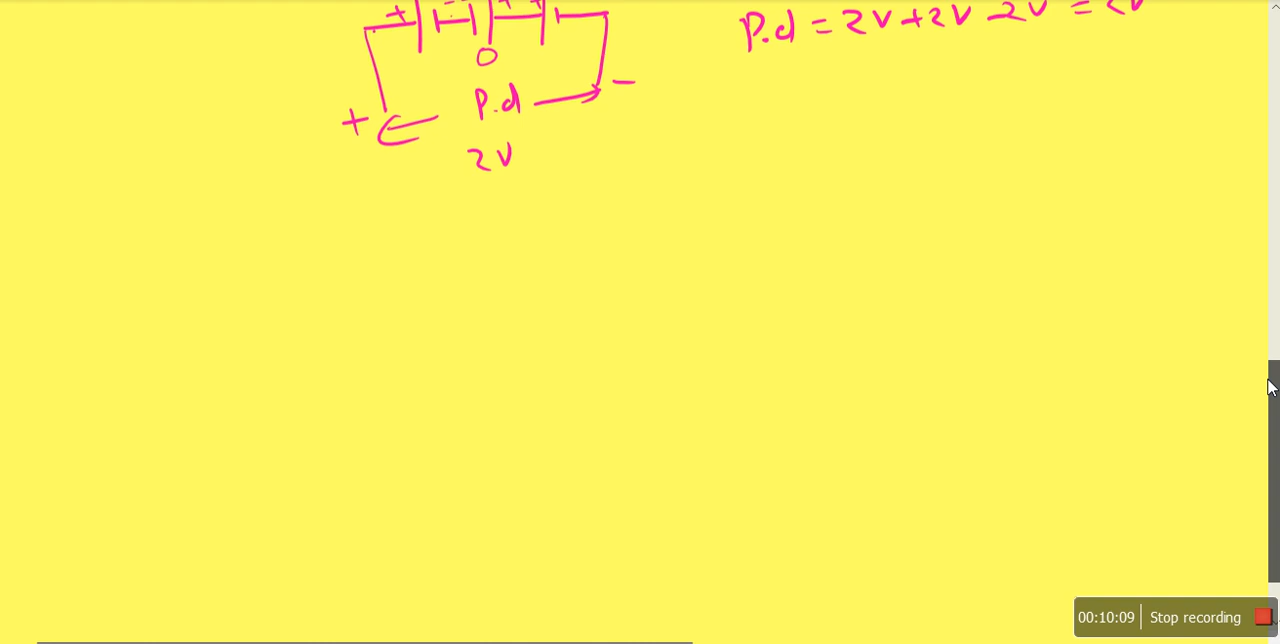 + - - + +
P.d = 2V + 2V - 2V = 2V
0
+ P.d -
2V
00:10:09 Stop recording